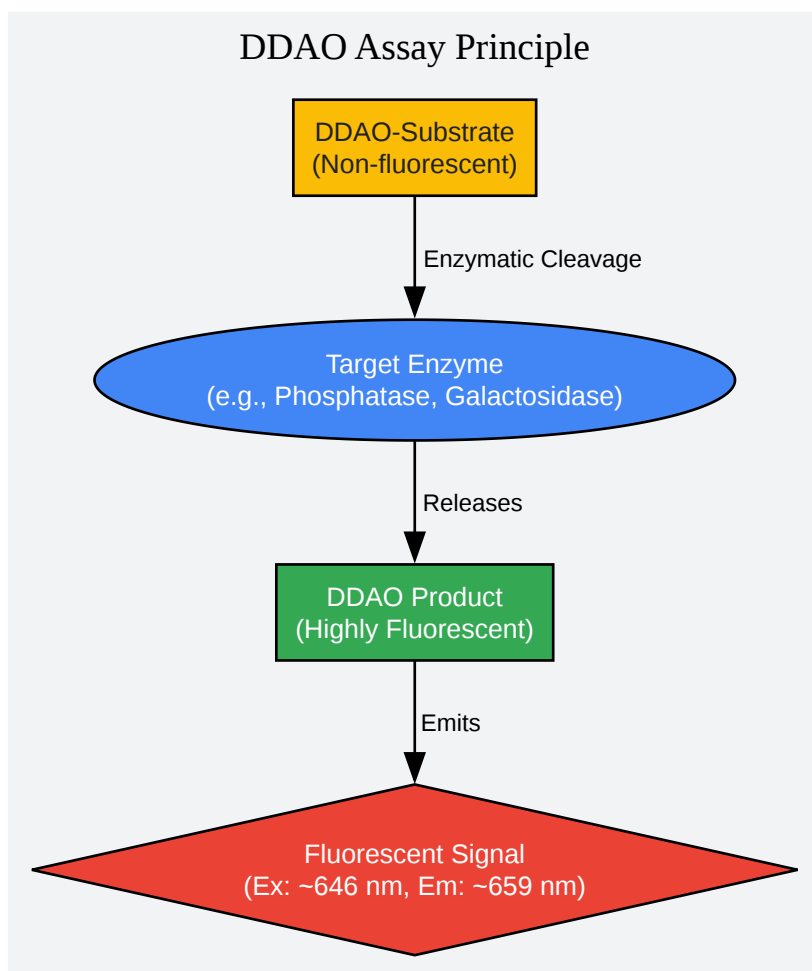 DDAO Assay Principle
DDAO-Substrate
(Non-fluorescent)
Enzymatic Cleavage
Target Enzyme
(e.g., Phosphatase, Galactosidase)
Releases
DDAO Product
(Highly Fluorescent)
Emits
Fluorescent Signal
(Ex: ~646 nm, Em: ~659 nm)